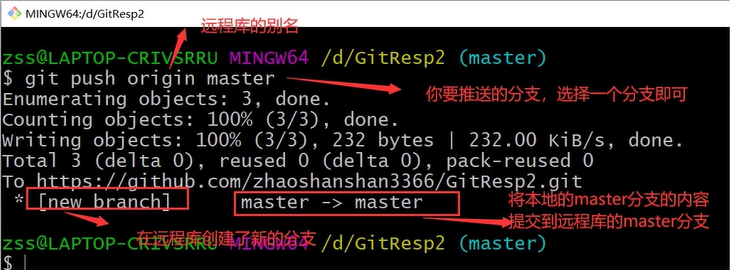 MINGW64:/d/GitResp2
远程库的别名
zss@LAPTOP-CRIVSRRU MINGW64 /d/GitResp2 (master)
$ git push origin master
你要推送的分支，选择一个分支即可
Enumerating objects: 3, done.
Counting objects: 100% (3/3), done.
Writing objects: 100% (3/3), 232 bytes | 232.00 KiB/s, done.
Total 3 (delta 0), reused 0 (delta 0), pack-reused 0
To https://github.com/zhaoshanshan3366/GitResp2.git
* [new branch] master -> master
将本地的master分支的内容
提交到远程库的master分支
在远程库创建了新的分支
zss@LAPTOP-CRIVSRRU MINGW64 /d/GitResp2 (master)
$